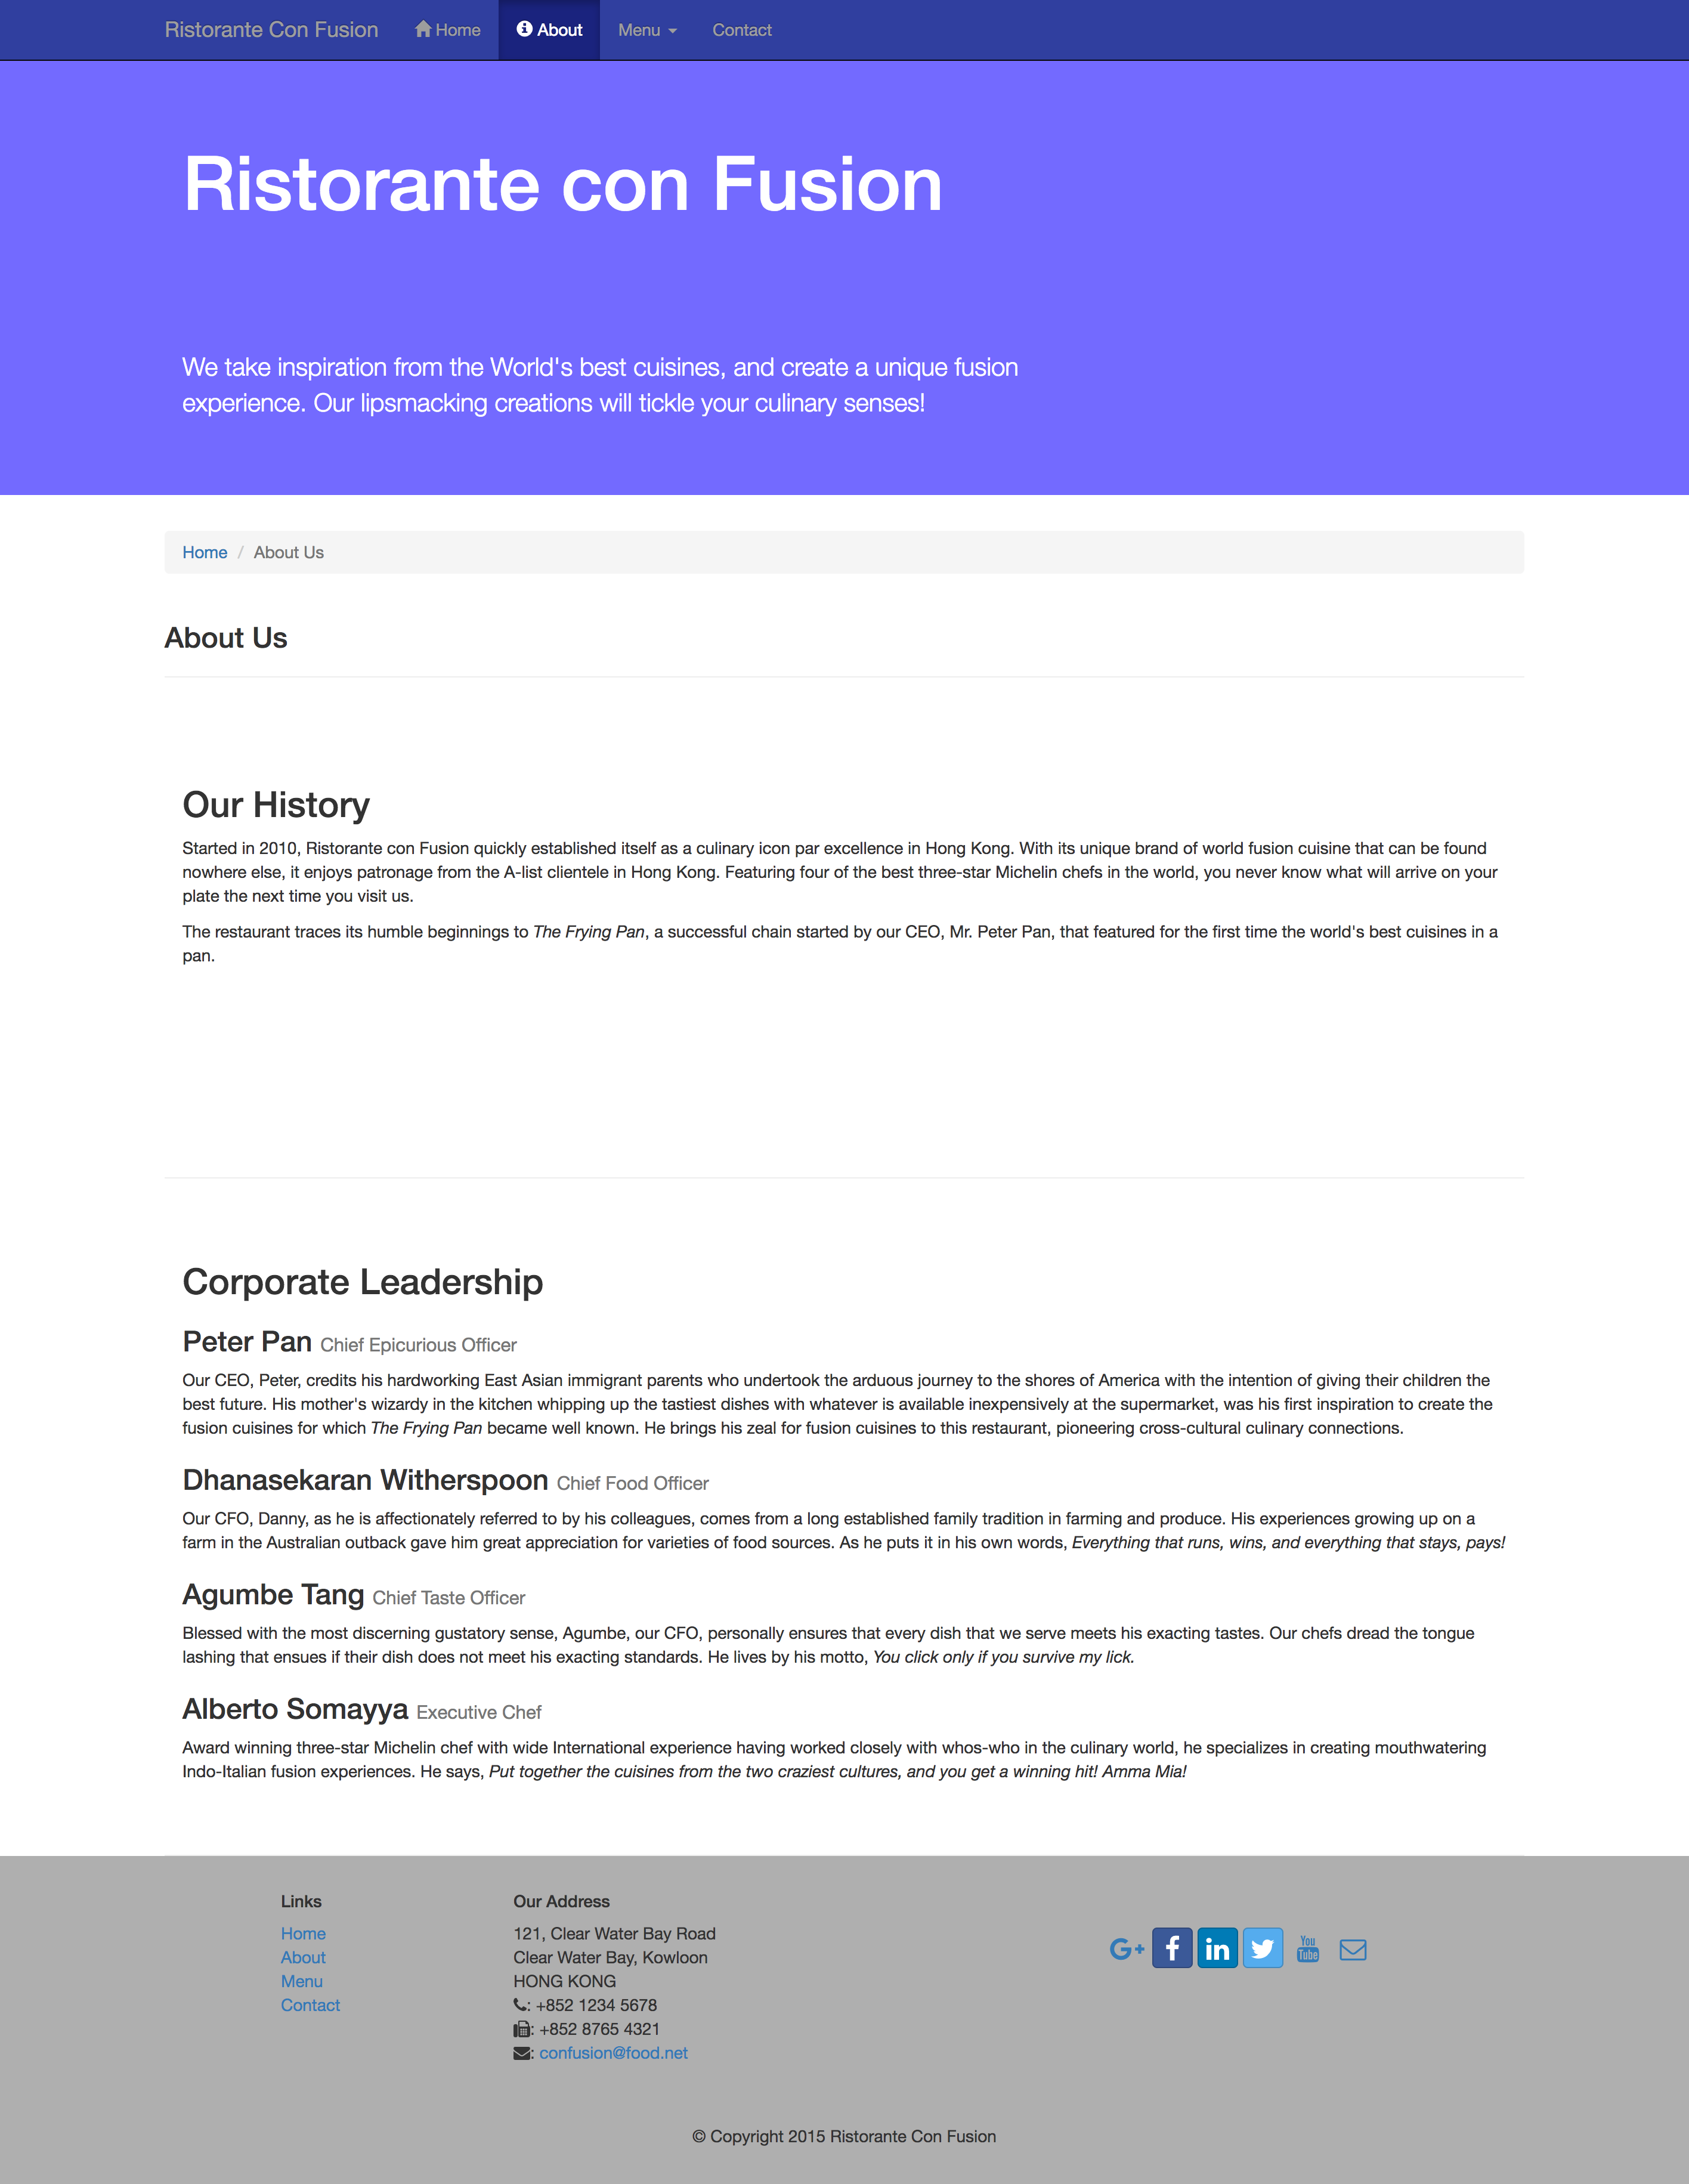 Ristorante Con Fusion Home About Menu Contact
Ristorante con Fusion
We take inspiration from the World's best cuisines, and create a unique fusion
experience. Our lipsmacking creations will tickle your culinary senses!
Home / About Us
About Us
Our History
Started in 2010, Ristorante con Fusion quickly established itself as a culinary icon par excellence in Hong Kong. With its unique brand of world fusion cuisine that can be found
nowhere else, it enjoys patronage from the A-list clientele in Hong Kong. Featuring four of the best three-star Michelin chefs in the world, you never know what will arrive on your
plate the next time you visit us.
The restaurant traces its humble beginnings to The Frying Pan, a successful chain started by our CEO, Mr. Peter Pan, that featured for the first time the world's best cuisines in a
pan.
Corporate Leadership
Peter Pan Chief Epicurious Officer
Our CEO, Peter, credits his hardworking East Asian immigrant parents who undertook the arduous journey to the shores of America with the intention of giving their children the
best future. His mother's wizardy in the kitchen whipping up the tastiest dishes with whatever is available inexpensively at the supermarket, was his first inspiration to create the
fusion cuisines for which The Frying Pan became well known. He brings his zeal for fusion cuisines to this restaurant, pioneering cross-cultural culinary connections.
Dhanasekaran Witherspoon Chief Food Officer
Our CFO, Danny, as he is affectionately referred to by his colleagues, comes from a long established family tradition in farming and produce. His experiences growing up on a
farm in the Australian outback gave him great appreciation for varieties of food sources. As he puts it in his own words, Everything that runs, wins, and everything that stays, pays!
Agumbe Tang Chief Taste Officer
Blessed with the most discerning gustatory sense, Agumbe, our CFO, personally ensures that every dish that we serve meets his exacting tastes. Our chefs dread the tongue
lashing that ensues if their dish does not meet his exacting standards. He lives by his motto, You click only if you survive my lick.
Alberto Somayya Executive Chef
Award winning three-star Michelin chef with wide International experience having worked closely with whos-who in the culinary world, he specializes in creating mouthwatering
Indo-Italian fusion experiences. He says, Put together the cuisines from the two craziest cultures, and you get a winning hit! Amma Mia!
Links
Home
About
Menu
Contact
Our Address
121, Clear Water Bay Road
Clear Water Bay, Kowloon
HONG KONG
: +852 1234 5678
: +852 8765 4321
: confusion@food.net
G+ f in You Tube
© Copyright 2015 Ristorante Con Fusion